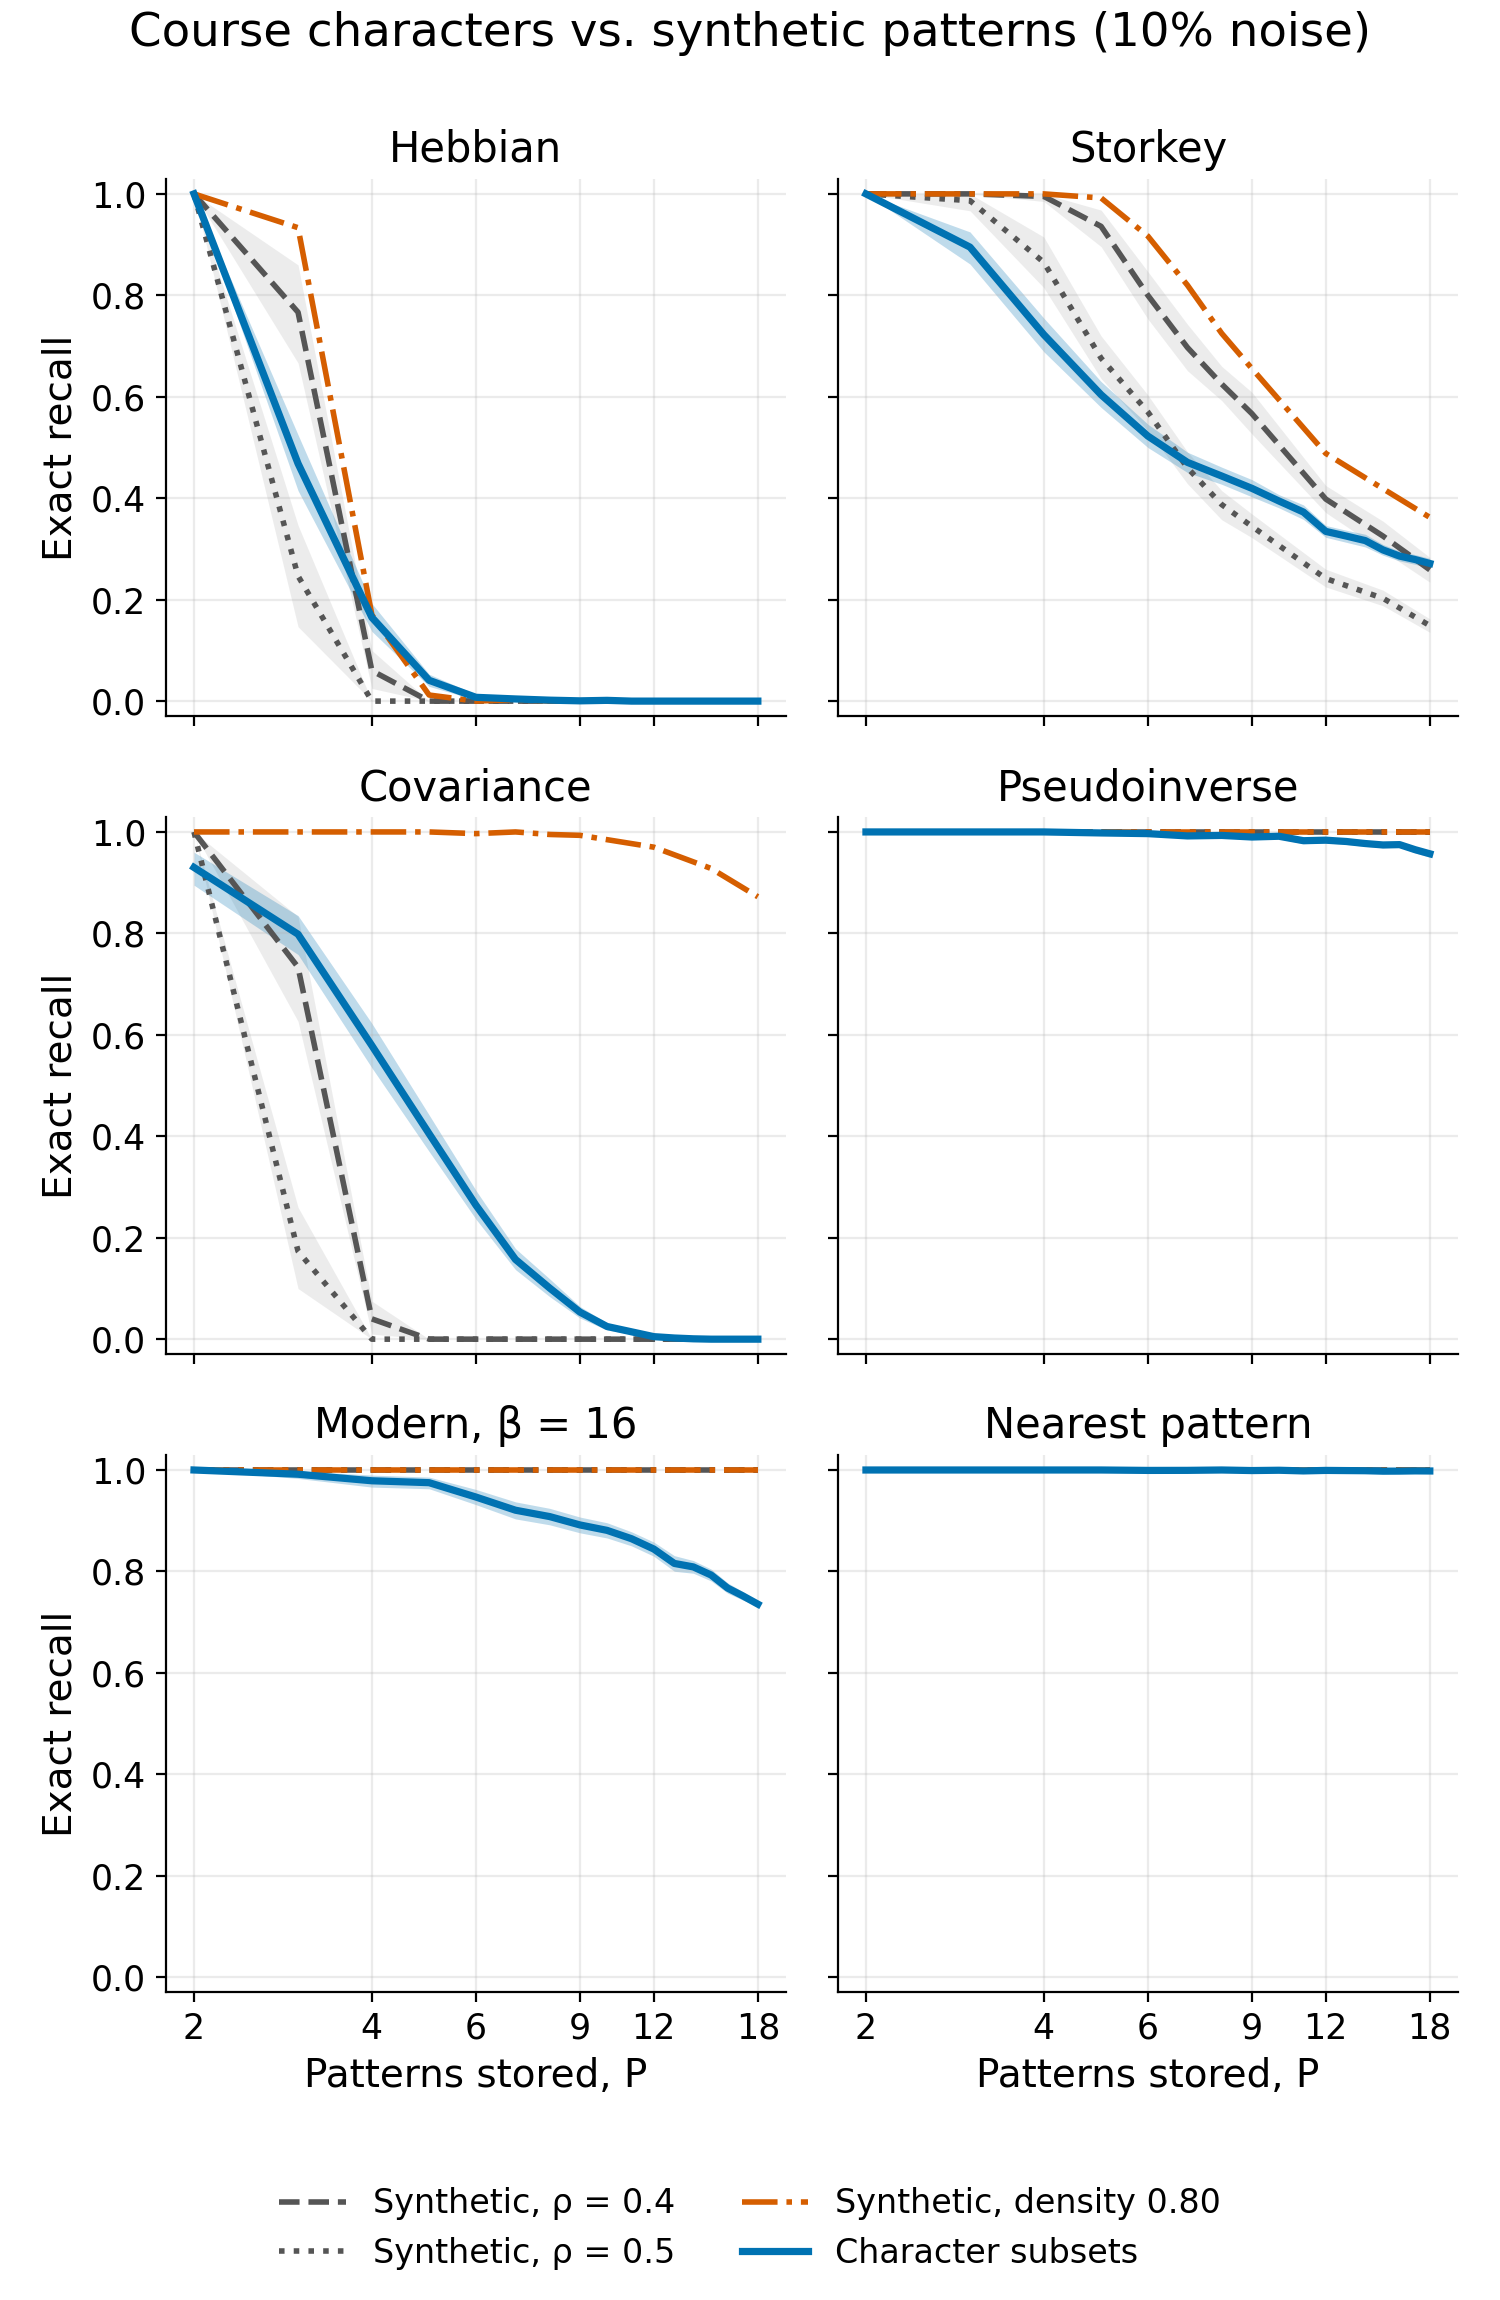 Course characters vs. synthetic patterns (10% noise)
Hebbian
Storkey
1.0
0.8
0.6
0.4
0.2
0.0
Exact recall
Covariance
Pseudoinverse
1.0
0.8
0.6
0.4
0.2
0.0
Exact recall
Modern, β = 16
Nearest pattern
1.0
0.8
0.6
0.4
0.2
0.0
Exact recall
2 4 6 9 12 18
2 4 6 9 12 18
Patterns stored, P
Patterns stored, P
Synthetic, ρ = 0.4
Synthetic, ρ = 0.5
Synthetic, density 0.80
Character subsets